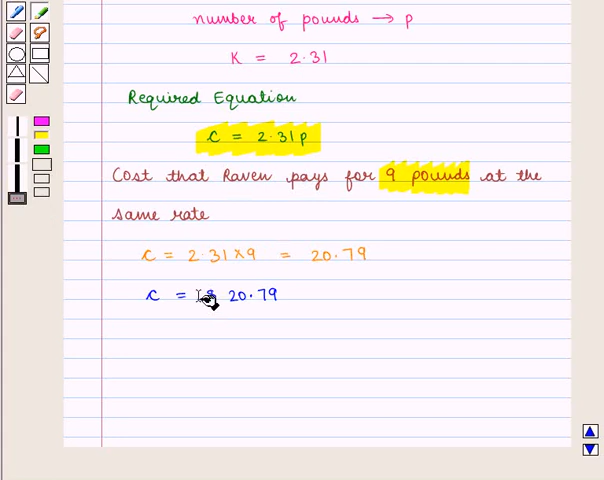 number of pounds → p
K = 2.31
Required Equation
c = 2.31p
Cost that Raven pays for 9 pounds at the
same rate
c = 2.31 × 9 = 20.79
c = 20.79